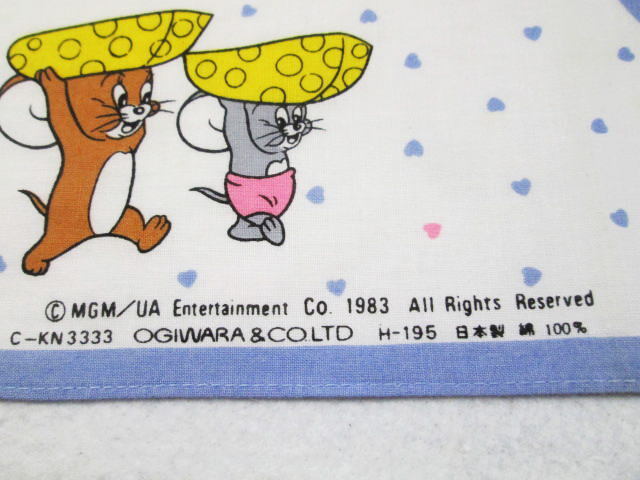 © MGM/UA Entertainment Co. 1983 All Rights Reserved
C-KN3333 OGIWARA & CO.LTD H-195 日本製 綿 100%